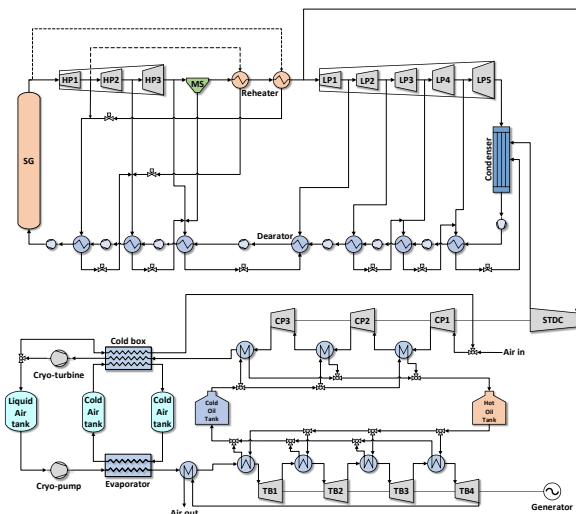 HP1
HP2
HP3
MS
Reheater
LP1
LP2
LP3
LP4
LP5
SG
Condenser
Dearator
CP3
CP2
CP1
STDC
Cold box
Air in
Cryo-turbine
Liquid
Air
tank
Cold
Air
tank
Cold
Air
tank
Cold
Oil
Tank
Hot
Oil
Tank
Cryo-pump
Evaporator
Air out
TB1
TB2
TB3
TB4
Generator